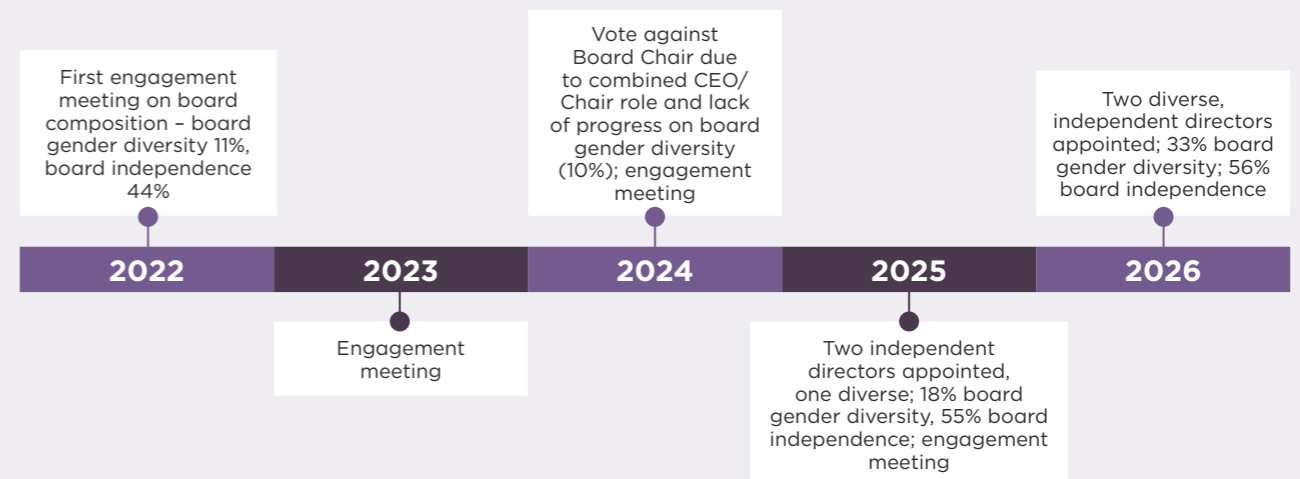 First engagement
meeting on board
composition – board
gender diversity 11%,
board independence
44%
Vote against
Board Chair due
to combined CEO/
Chair role and lack
of progress on board
gender diversity
(10%); engagement
meeting
Two diverse,
independent directors
appointed; 33% board
gender diversity; 56%
board independence
2022
2023
2024
2025
2026
Engagement
meeting
Two independent
directors appointed,
one diverse; 18% board
gender diversity, 55% board
independence; engagement
meeting